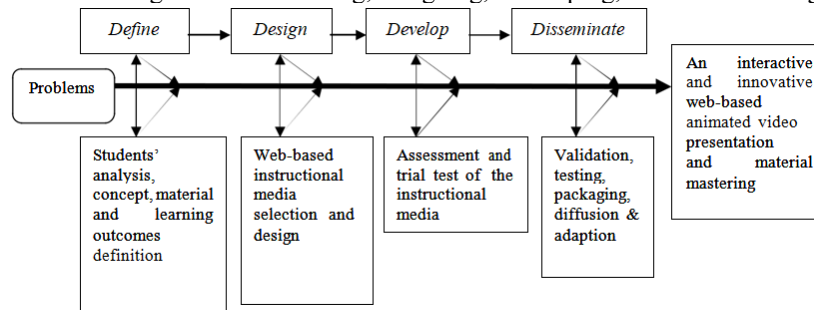 Define
Design
Develop
Disseminate
Problems
An interactive
and innovative
web-based
animated video
presentation
and material
mastering
Students'
analysis,
concept, material
and learning
outcomes
definition
Web-based
instructional
media
selection and
design
Assessment and
trial test of the
instructional
media
Validation,
testing,
packaging,
diffusion &
adaption